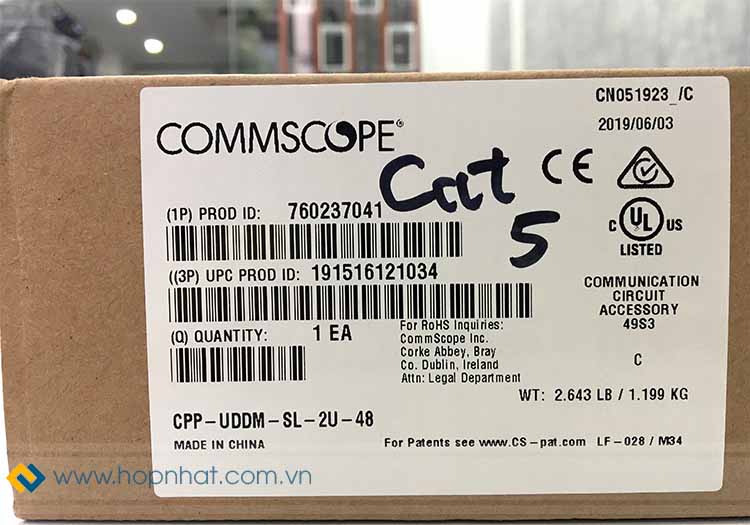 CN051923_/C
2019/06/03
COMMSCOPE®
Cat
5
CE
(1P) PROD ID: 760237041
C UL US
LISTED
((3P) UPC PROD ID: 191516121034
COMMUNICATION
CIRCUIT
ACCESSORY
49S3
(Q) QUANTITY: 1 EA
For RoHS Inquiries:
CommScope Inc.
Corke Abbey, Bray
Co. Dublin, Ireland
Attn: Legal Department
C
WT: 2.643 LB / 1.199 KG
CPP-UDDM-SL-2U-48
MADE IN CHINA
For Patents see www.CS-pat.com LF-028 / M34
www.hopnhat.com.vn